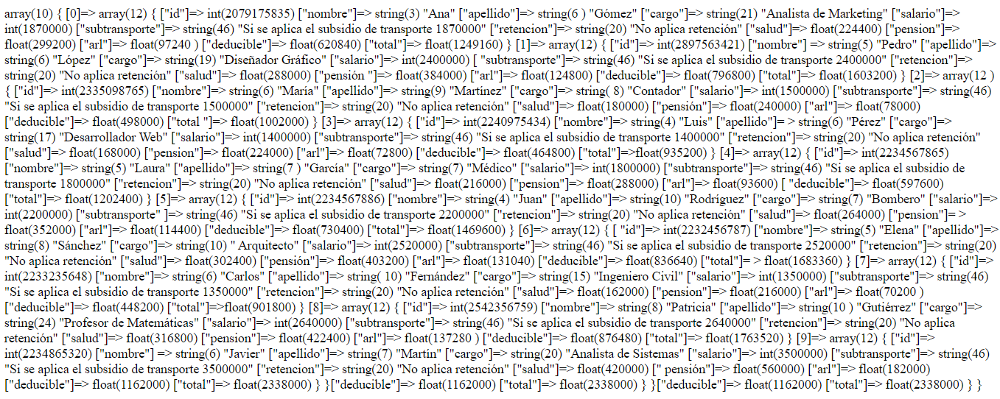 array(10) { [0]=> array(12) { ["id"]=> int(2079175835) ["nombre"]=> string(3) "Ana" ["apellido"]=> string(6 ) "Gómez" ["cargo"]=> string(21) "Analista de Marketing" ["salario"]=>
int(1870000) ["subtransporte"]=> string(46) "Si se aplica el subsidio de transporte 1870000" ["retencion"]=> string(20) "No aplica retención" ["salud"]=> float(224400) ["pension"]=>
float(299200) ["arl"]=> float(97240 ) ["deducible"]=> float(620840) ["total"]=> float(1249160) } [1]=> array(12) { ["id"]=> int(2897563421) ["nombre"] => string(5) "Pedro" ["apellido"]=>
string(6) "López" ["cargo"]=> string(19) "Diseñador Gráfico" ["salario"]=> int(2400000) [ "subtransporte"]=> string(46) "Si se aplica el subsidio de transporte 2400000" ["retencion"]=>
string(20) "No aplica retención" ["salud"]=> float(288000) ["pensión "]=> float(384000) ["arl"]=> float(124800) ["deducible"]=> float(796800) ["total"]=> float(1603200) } [2]=> array(12 )
{ ["id"]=> int(2335098765) ["nombre"]=> string(6) "María" ["apellido"]=> string(9) "Martínez" ["cargo"]=> string( 8) "Contador" ["salario"]=> int(1500000) ["subtransporte"]=> string(46)
"Si se aplica el subsidio de transporte 1500000" ["retencion"]=> string(20) "No aplica retención" ["salud"]=> float(180000) ["pensión"]=> float(240000) ["arl"]=> float(78000)
["deducible"]=> float(498000) ["total "]=> float(1002000) } [3]=> array(12) { ["id"]=> int(2240975434) ["nombre"]=> string(4) "Luis" ["apellido"]= > string(6) "Pérez" ["cargo"]=>
string(17) "Desarrollador Web" ["salario"]=> int(1400000) ["subtransporte"]=> string(46) "Si se aplica el subsidio de transporte 1400000" ["retencion"]=> string(20) "No aplica retención"
["salud"]=> float(168000) ["pension"]=> float(224000) ["arl"]=> float(72800) ["deducible"]=> float(464800) ["total"]=>float(935200) } [4]=> array(12) { ["id"]=> int(2234567865)
["nombre"]=> string(5) "Laura" ["apellido"]=> string(7 ) "García" ["cargo"]=> string(7) "Médico" ["salario"]=> int(1800000) ["subtransporte"]=> string(46) "Si se aplica el subsidio de
transporte 1800000" ["retencion"]=> string(20) "No aplica retención" ["salud"]=> float(216000) ["pension"]=> float(288000) ["arl"]=> float(93600) [ "deducible"]=> float(597600)
["total"]=> float(1202400) } [5]=> array(12) { ["id"]=> int(2234567886) ["nombre"]=> string(4) "Juan" ["apellido"]=> string(10) "Rodríguez" ["cargo"]=> string(7) "Bombero" ["salario"]=>
int(2200000) ["subtransporte" ]=> string(46) "Si se aplica el subsidio de transporte 2200000" ["retencion"]=> string(20) "No aplica retención" ["salud"]=> float(264000) ["pension"]= >
float(352000) ["arl"]=> float(114400) ["deducible"]=> float(730400) ["total"]=> float(1469600) } [6]=> array(12) { [ "id"]=> int(2232456787) ["nombre"]=> string(5) "Elena" ["apellido"]=>
string(8) "Sánchez" ["cargo"]=> string(10) " Arquitecto" ["salario"]=> int(2520000) ["subtransporte"]=> string(46) "Si se aplica el subsidio de transporte 2520000" ["retencion"]=> string(20)
"No aplica retención" ["salud"]=> float(302400) ["pensión"]=> float(403200) ["arl"]=> float(131040) ["deducible"]=> float(836640) ["total"]= > float(1683360) } [7]=> array(12) { ["id"]=>
int(2233235648) ["nombre"]=> string(6) "Carlos" ["apellido"]=> string( 10) "Fernández" ["cargo"]=> string(15) "Ingeniero Civil" ["salario"]=> int(1350000) ["subtransporte"]=> string(46)
"Si se aplica el subsidio de transporte 1350000" ["retencion"]=> string(20) "No aplica retención" ["salud"]=> float(162000) ["pension"]=> float(216000) ["arl"]=> float(70200 )
["deducible"]=> float(448200) ["total"]=>float(901800) } [8]=> array(12) { ["id"]=> int(2542356759) ["nombre"]=> string(8) "Patricia" ["apellido"]=> string(10 ) "Gutiérrez" ["cargo"]=>
string(24) "Profesor de Matemáticas" ["salario"]=> int(2640000) ["subtransporte"]=> string(46) "Si se aplica el subsidio de transporte 2640000" ["retencion"]=> string(20) "No aplica
retención" ["salud"]=> float(316800) ["pension"]=> float(422400) ["arl"]=> float(137280 ) ["deducible"]=> float(876480) ["total"]=> float(1763520) } [9]=> array(12) { ["id"]=>
int(2234865320) ["nombre"] => string(6) "Javier" ["apellido"]=> string(7) "Martín" ["cargo"]=> string(20) "Analista de Sistemas" ["salario"]=> int(3500000) ["subtransporte"]=> string(46)
"Si se aplica el subsidio de transporte 3500000" ["retencion"]=> string(20) "No aplica retención" ["salud"]=> float(420000) [" pensión"]=> float(560000) ["arl"]=> float(182000)
["deducible"]=> float(1162000) ["total"]=> float(2338000) } }["deducible"]=> float(1162000) ["total"]=> float(2338000) } }["deducible"]=> float(1162000) ["total"]=> float(2338000) } }